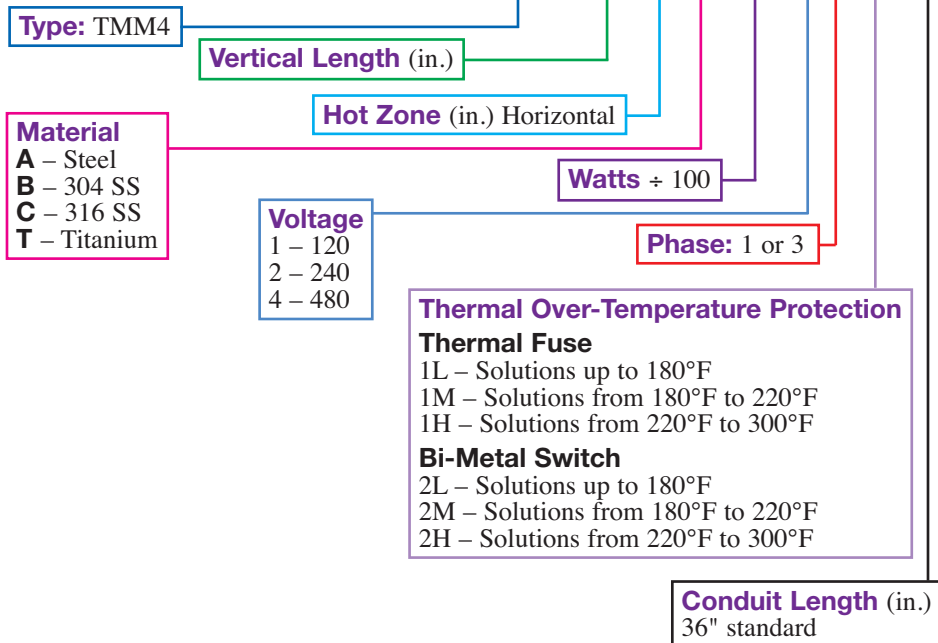 Type: TMM4
Vertical Length (in.)
Hot Zone (in.) Horizontal
Material
A – Steel
B – 304 SS
C – 316 SS
T – Titanium
Watts ÷ 100
Voltage
1 – 120
2 – 240
4 – 480
Phase: 1 or 3
Thermal Over-Temperature Protection
Thermal Fuse
1L – Solutions up to 180°F
1M – Solutions from 180°F to 220°F
1H – Solutions from 220°F to 300°F
Bi-Metal Switch
2L – Solutions up to 180°F
2M – Solutions from 180°F to 220°F
2H – Solutions from 220°F to 300°F
Conduit Length (in.)
36" standard